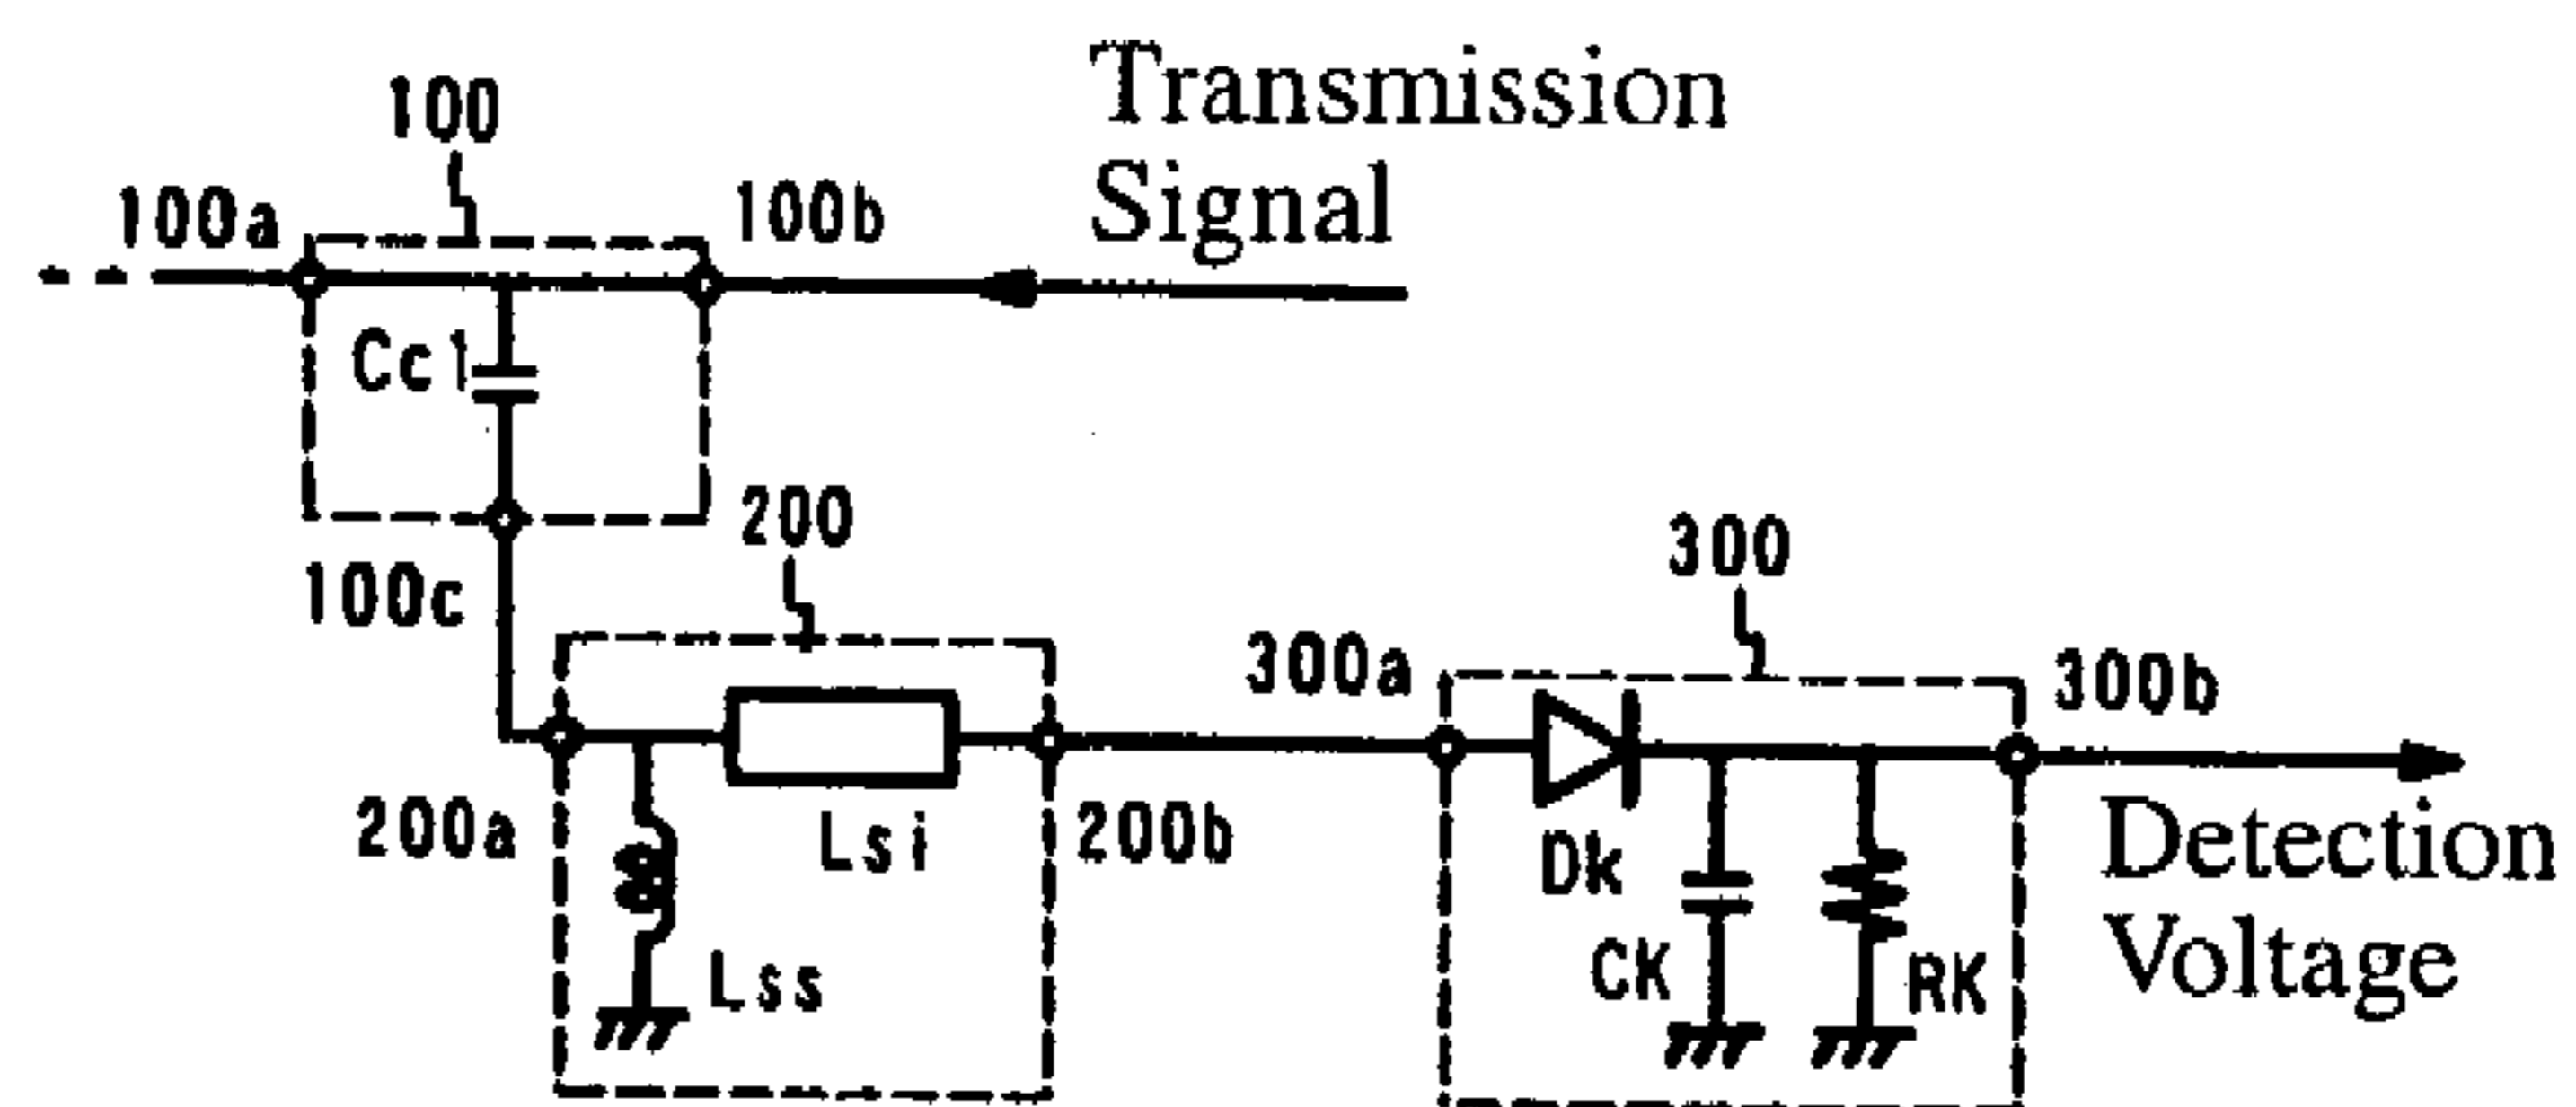 Transmission
Signal
100
100a
100b
Cc1
100c
200
200a
Lsi
200b
Lss
300
300a
300b
Dk
CK
RK
Detection
Voltage